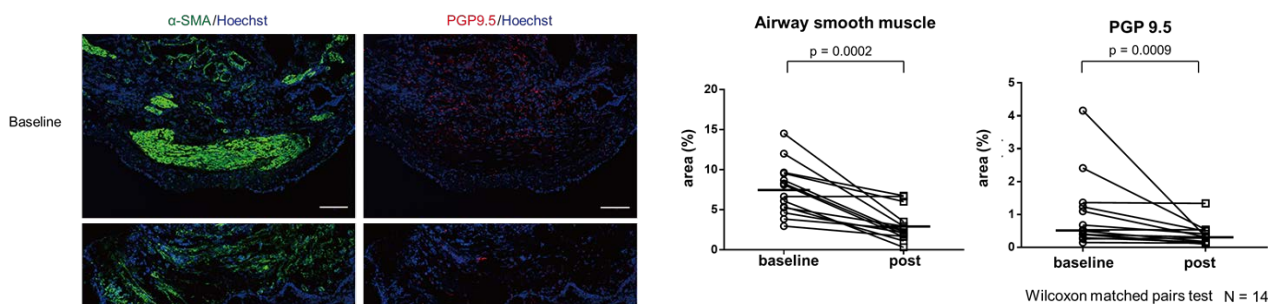 α-SMA/Hoechst
PGP9.5/Hoechst
Baseline
Airway smooth muscle
p = 0.0002
area (%)
20
15
10
5
0
baseline post
PGP 9.5
p = 0.0009
area (%)
5
4
3
2
1
0
baseline post
Wilcoxon matched pairs test N = 14